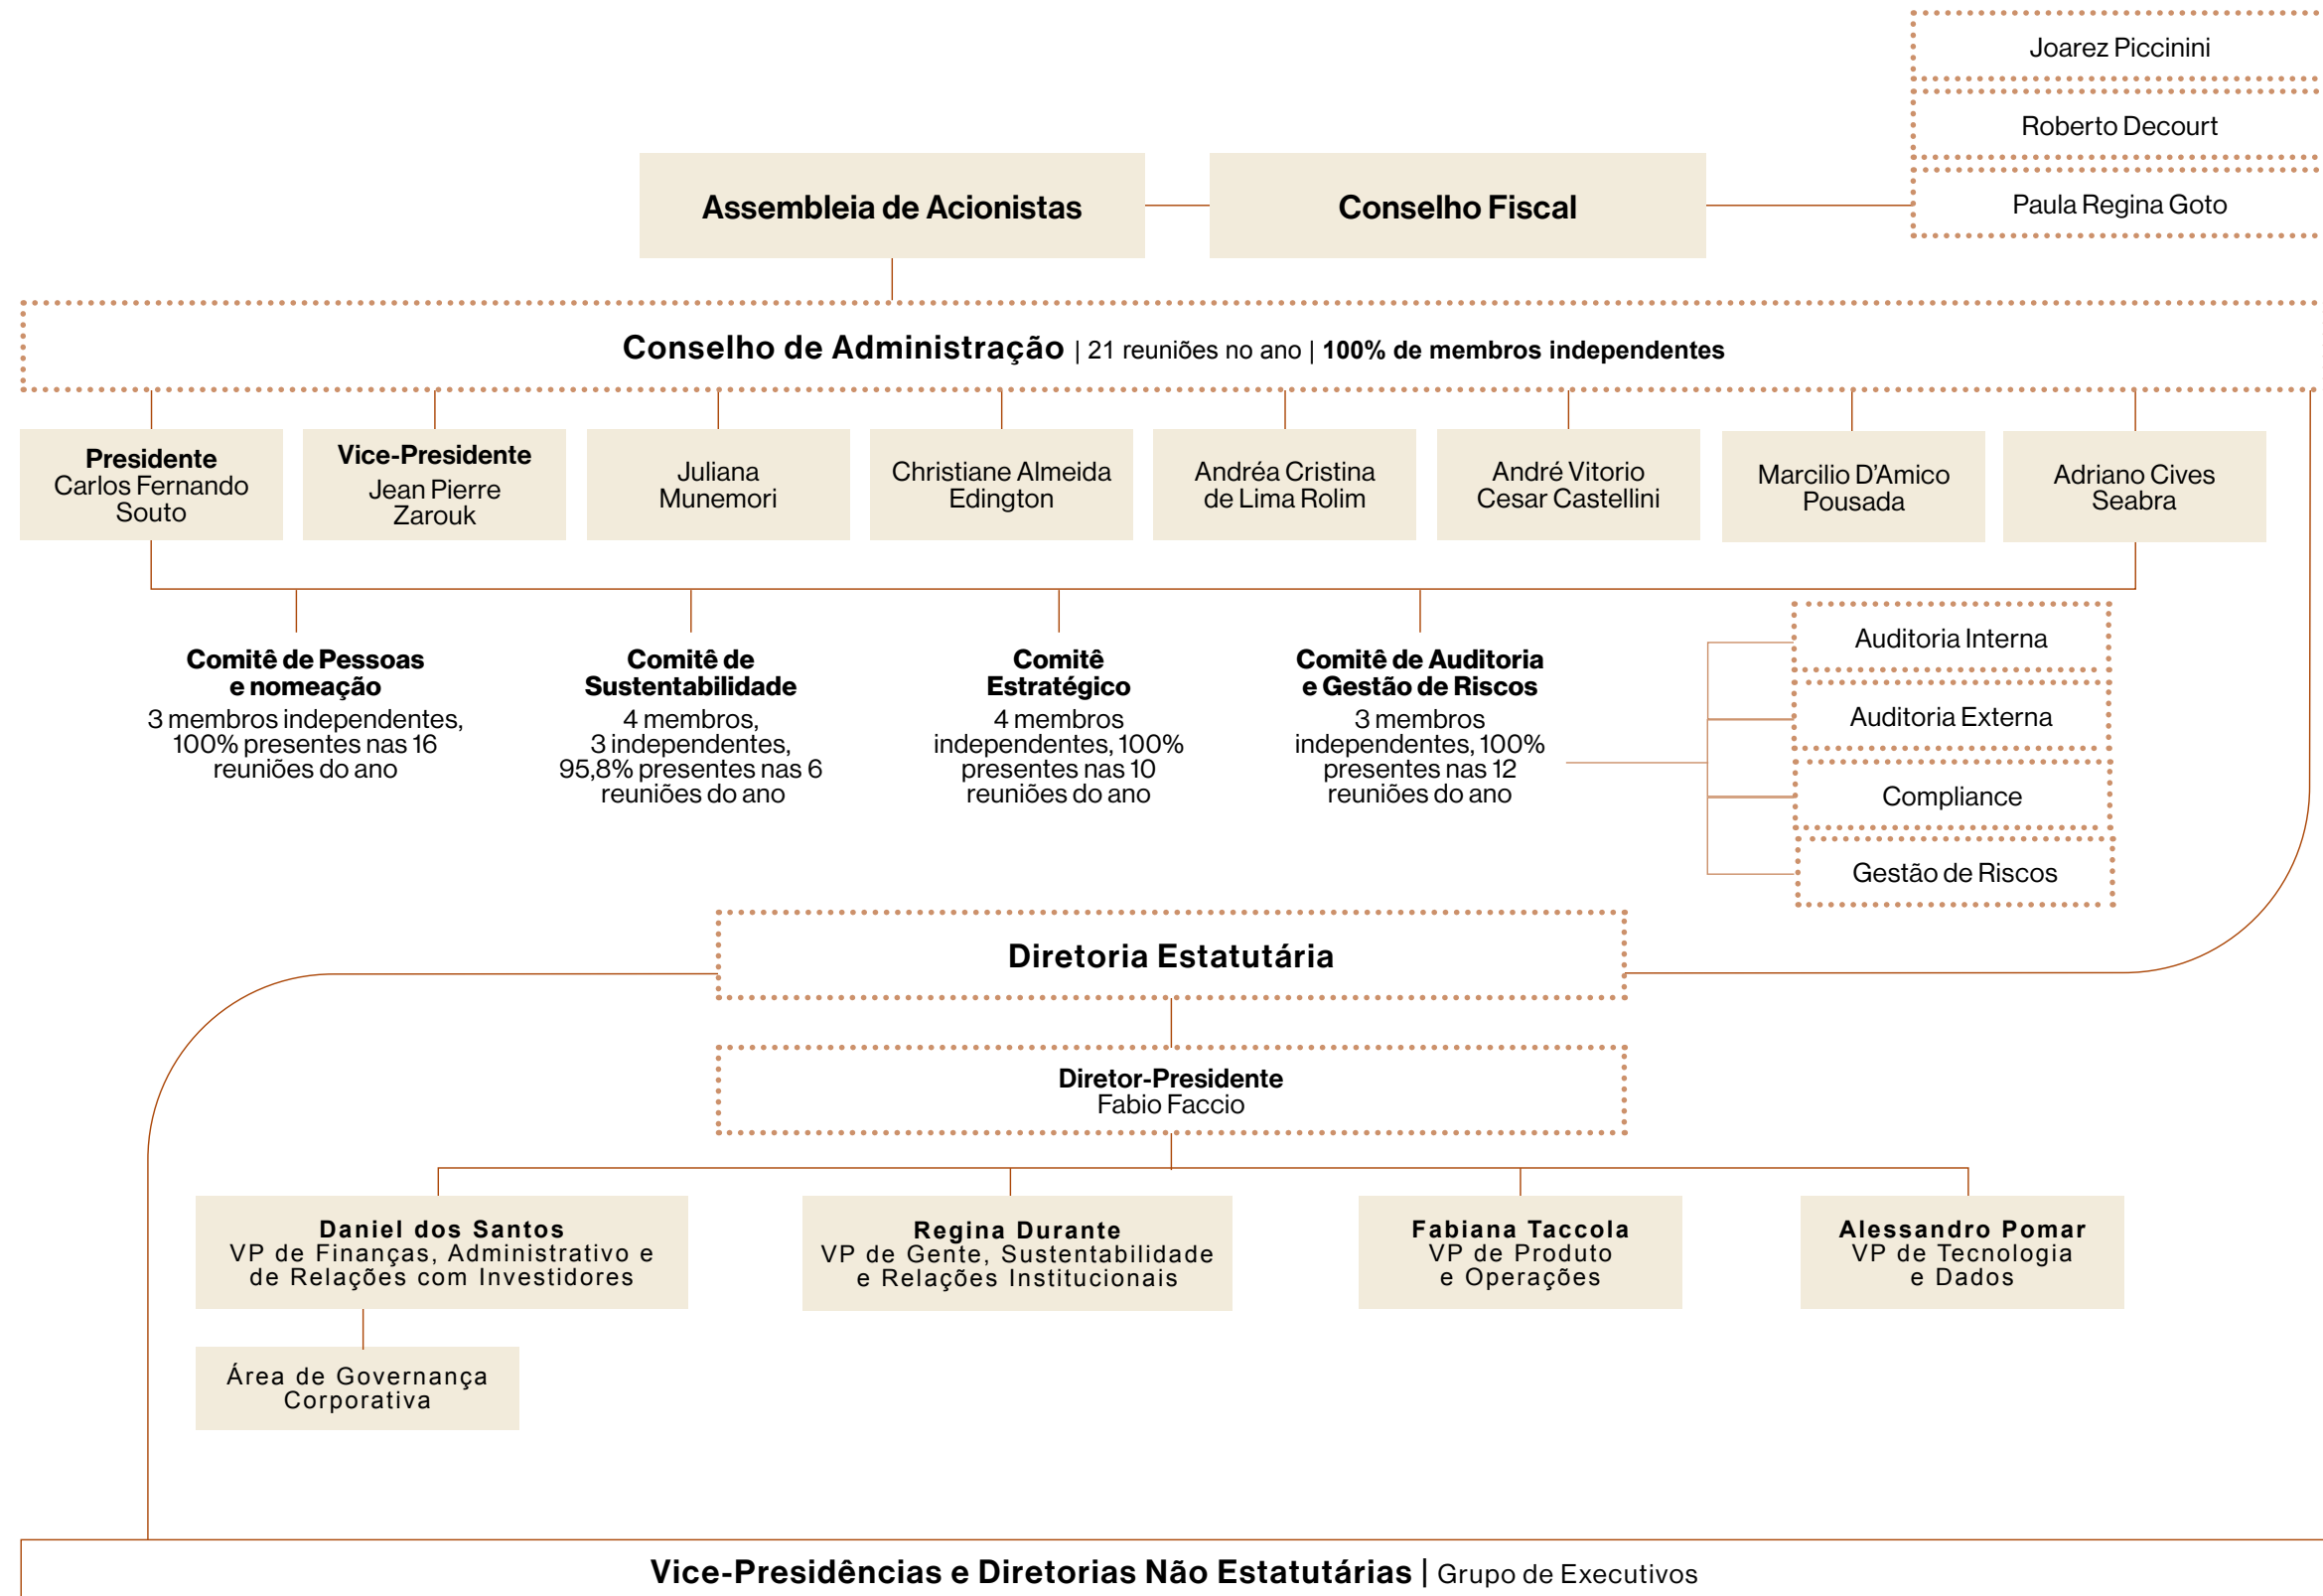 Joarez Piccinini
Roberto Decourt
Paula Regina Goto
Assembleia de Acionistas
Conselho Fiscal
Conselho de Administração | 21 reuniões no ano | 100% de membros independentes
Presidente
Carlos Fernando
Souto
Vice-Presidente
Jean Pierre
Zarouk
Juliana
Munemori
Christiane Almeida
Edington
Andréa Cristina
de Lima Rolim
André Vitorio
Cesar Castellini
Marcilio D’Amico
Pousada
Adriano Cives
Seabra
Comitê de Pessoas
e nomeação
3 membros independentes,
100% presentes nas 16
reuniões do ano
Comitê de
Sustentabilidade
4 membros,
3 independentes,
95,8% presentes nas 6
reuniões do ano
Comitê
Estratégico
4 membros
independentes, 100%
presentes nas 10
reuniões do ano
Comitê de Auditoria
e Gestão de Riscos
3 membros
independentes, 100%
presentes nas 12
reuniões do ano
Auditoria Interna
Auditoria Externa
Compliance
Gestão de Riscos
Diretoria Estatutária
Diretor-Presidente
Fabio Faccio
Daniel dos Santos
VP de Finanças, Administrativo e
de Relações com Investidores
Regina Durante
VP de Gente, Sustentabilidade
e Relações Institucionais
Fabiana Taccola
VP de Produto
e Operações
Alessandro Pomar
VP de Tecnologia
e Dados
Área de Governança
Corporativa
Vice-Presidências e Diretorias Não Estatutárias | Grupo de Executivos